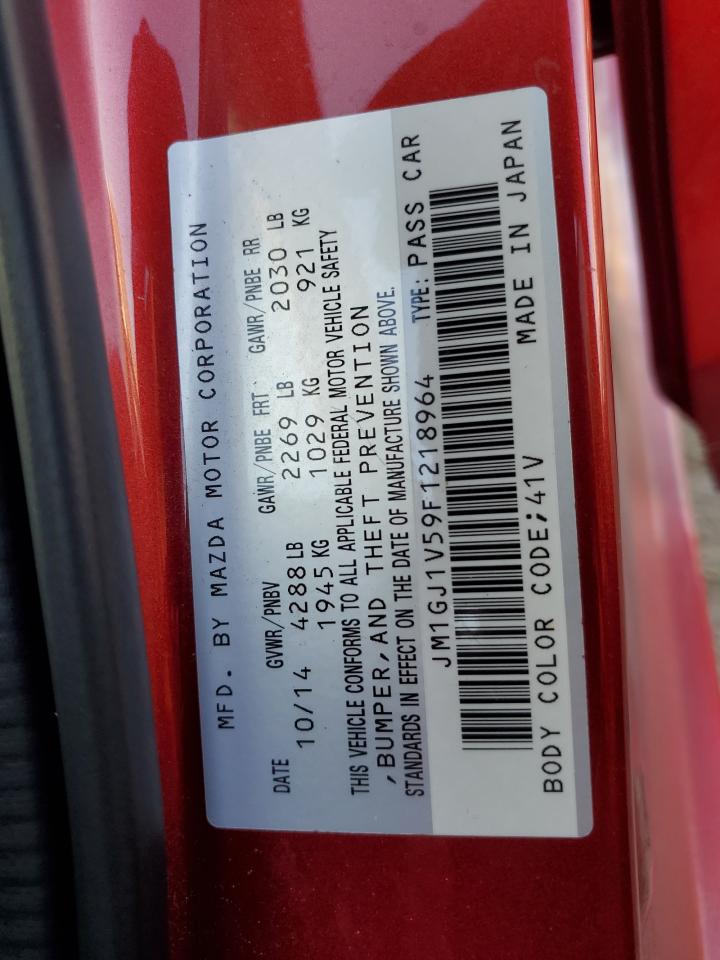 MFD. BY MAZDA MOTOR CORPORATION
DATE GVWR/PNBV GAWR/PNBE FRT GAWR/PNBE RR
10/14 4288 LB 2269 LB 2030 LB
1945 KG 1029 KG 921 KG
THIS VEHICLE CONFORMS TO ALL APPLICABLE FEDERAL MOTOR VEHICLE SAFETY
,BUMPER,AND THEFT PREVENTION
STANDARDS IN EFFECT ON THE DATE OF MANUFACTURE SHOWN ABOVE.
JM1GJ1V59F1218964 TYPE: PASS CAR
BODY COLOR CODE;41V MADE IN JAPAN